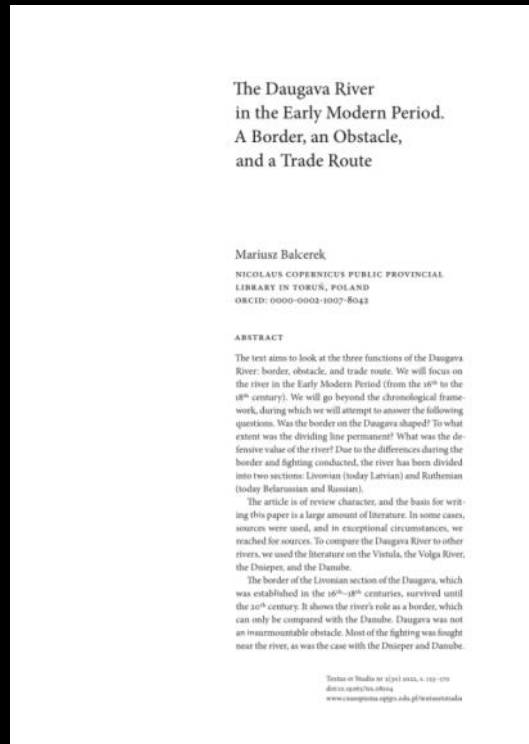 The Daugava River
in the Early Modern Period.
A Border, an Obstacle,
and a Trade Route
Mariusz Balcerek
NICOLAUS COPERNICUS PUBLIC PROVINCIAL
LIBRARY IN TORUŃ, POLAND
ORCID: 0000-0002-1007-8042
ABSTRACT
The text aims to look at the three functions of the Daugava
River: border, obstacle, and trade route. We will focus on
the river in the Early Modern Period (from the 16th to the
18th century). We will go beyond the chronological frame-
work, during which we will attempt to answer the following
questions. Was the border on the Daugava shaped? To what
extent was the dividing line permanent? What was the de-
fensive value of the river? Due to the differences during the
border and fighting conducted, the river has been divided
into two sections: Livonian (today Latvian) and Ruthenian
(today Belarussian and Russian).
The article is of review character, and the basis for writ-
ing this paper is a large amount of literature. In some cases,
sources were used, and in exceptional circumstances, we
reached for sources. To compare the Daugava River to other
rivers, we used the literature on the Vistula, the Volga River,
the Dnieper, and the Danube.
The border of the Livonian section of the Daugava, which
was established in the 16th–18th centuries, survived until
the 20th century. It shows the river's role as a border, which
can only be compared with the Danube. Daugava was not
an insurmountable obstacle. Most of the fighting was fought
near the river, as was the case with the Dnieper and Danube.
Textus et Studia nr 2(30) 2022, s. 123–170